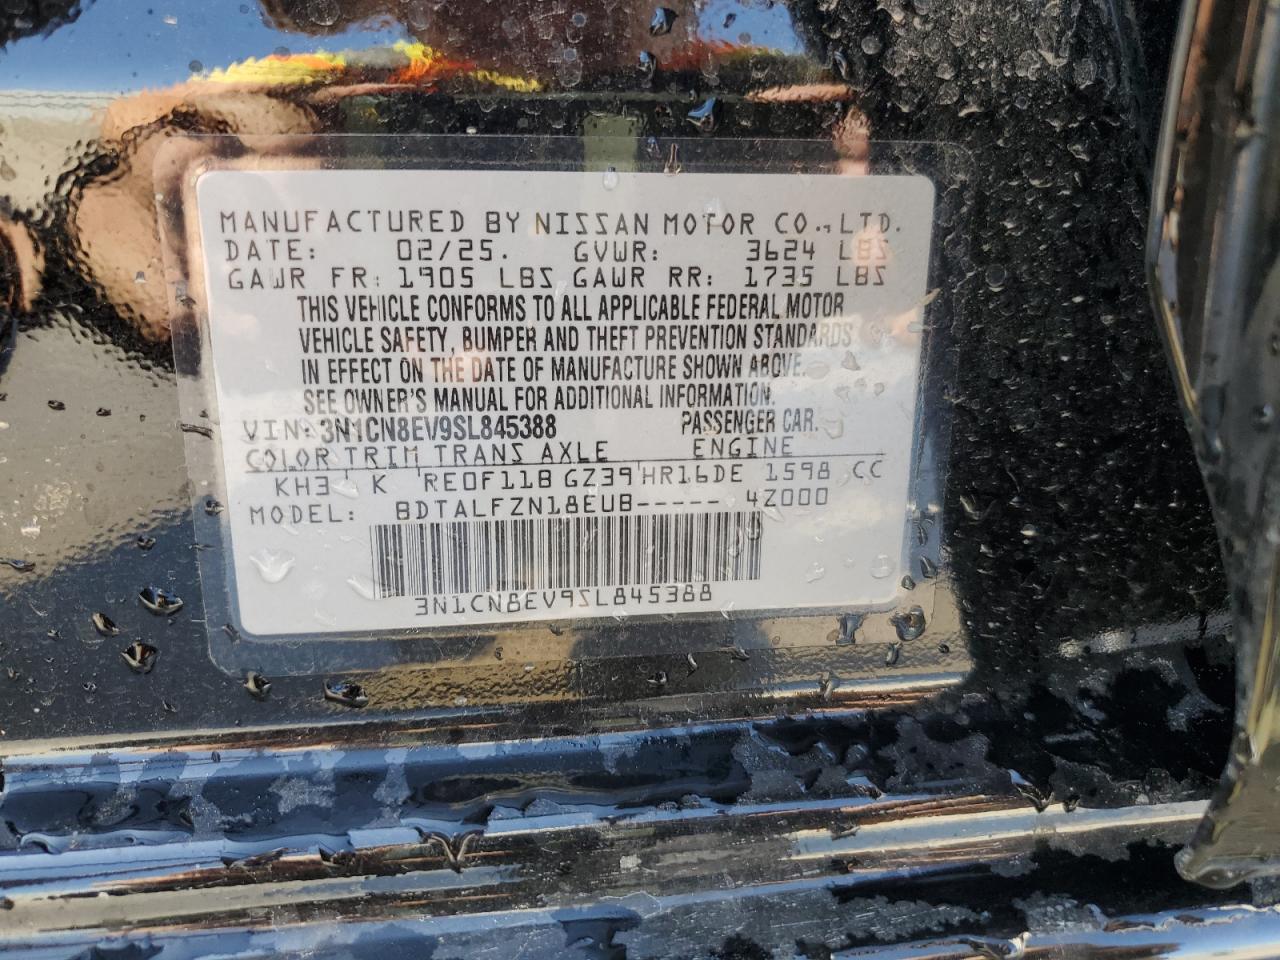 MANUFACTURED BY NISSAN MOTOR CO., LTD.
DATE: 02/25. GVWR: 3624 LBS
GAWR FR: 1905 LBS GAWR RR: 1735 LBS
THIS VEHICLE CONFORMS TO ALL APPLICABLE FEDERAL MOTOR
VEHICLE SAFETY, BUMPER AND THEFT PREVENTION STANDARDS
IN EFFECT ON THE DATE OF MANUFACTURE SHOWN ABOVE.
SEE OWNER'S MANUAL FOR ADDITIONAL INFORMATION.
VIN: 3N1CN8EV9SL845388 PASSENGER CAR.
COLOR TRIM TRANS AXLE ENGINE
KH3 K RE0F11B GZ39 HR16DE 1598 CC
MODEL: BDTALFZN18EUB----- 4Z000
3N1CN8EV9SL845388